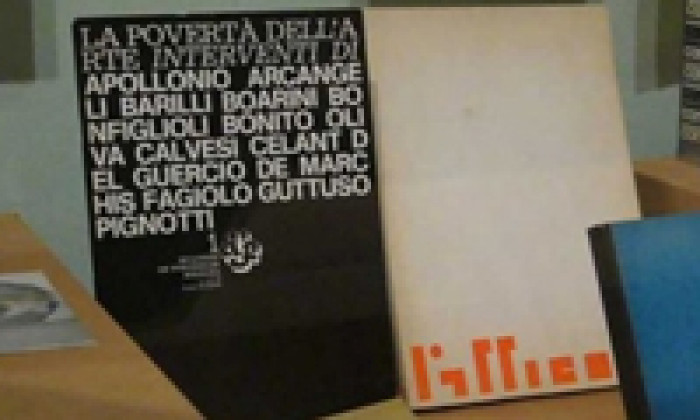 LA POVERTÀ DELL'A
RTE INTERVENTI DI
APOLLONIO ARCANGE
LI BARILLI BOARINI BO
NFIGLIOLI BONITO OLI
VA CALVESI CELANT D
EL GUERCIO DE MARC
HIS FAGIOLO GUTTUSO
PIGNOTTI
1